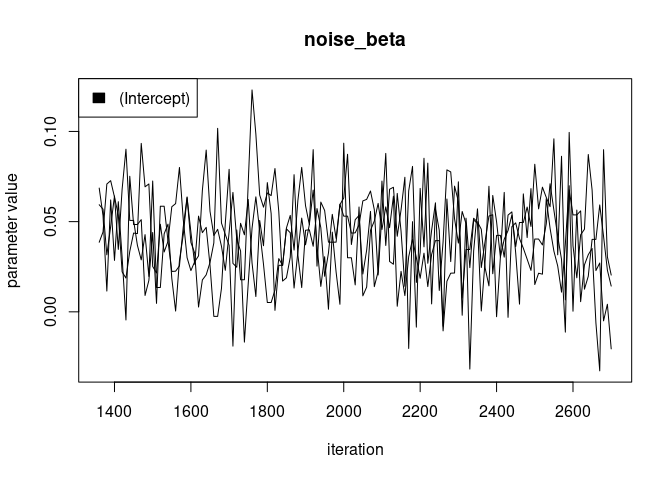 noise_beta
(Intercept)
parameter value
0.10
0.05
0.00
1400 1600 1800 2000 2200 2400 2600
iteration